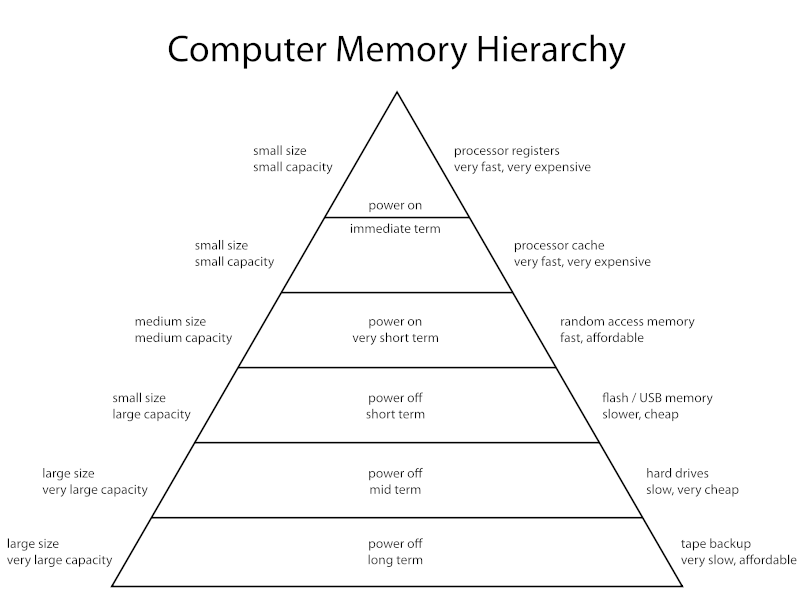 Computer Memory Hierarchy
small size
small capacity
processor registers
very fast, very expensive
power on
immediate term
small size
small capacity
processor cache
very fast, very expensive
medium size
medium capacity
power on
very short term
random access memory
fast, affordable
small size
large capacity
power off
short term
flash / USB memory
slower, cheap
large size
very large capacity
power off
mid term
hard drives
slow, very cheap
large size
very large capacity
power off
long term
tape backup
very slow, affordable